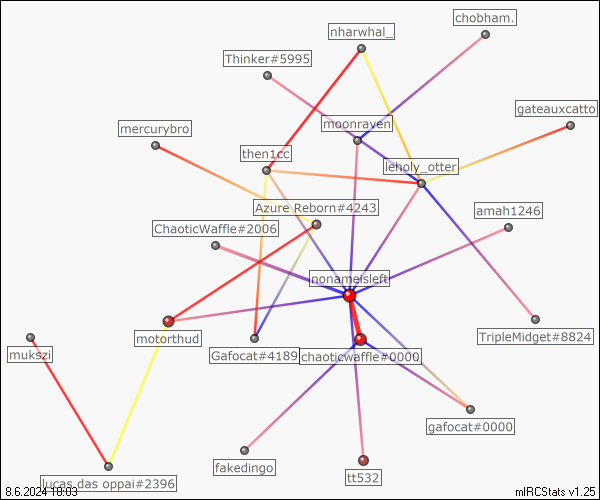 chobham.
nharwhal_
Thinker#5995
gateauxcatto
moonraven
mercurybro
then1cc
leholy_otter
Azure Reborn#4243
amah1246
ChaoticWaffle#2006
nonameisleft
motorthud
TripleMidget#8824
mukszi
Gafocat#4189
chaoticwaffle#0000
gafocat#0000
fakedingo
tt532
lucas das oppai#2396
8.6.2024 18:03
mIRCStats v1.25